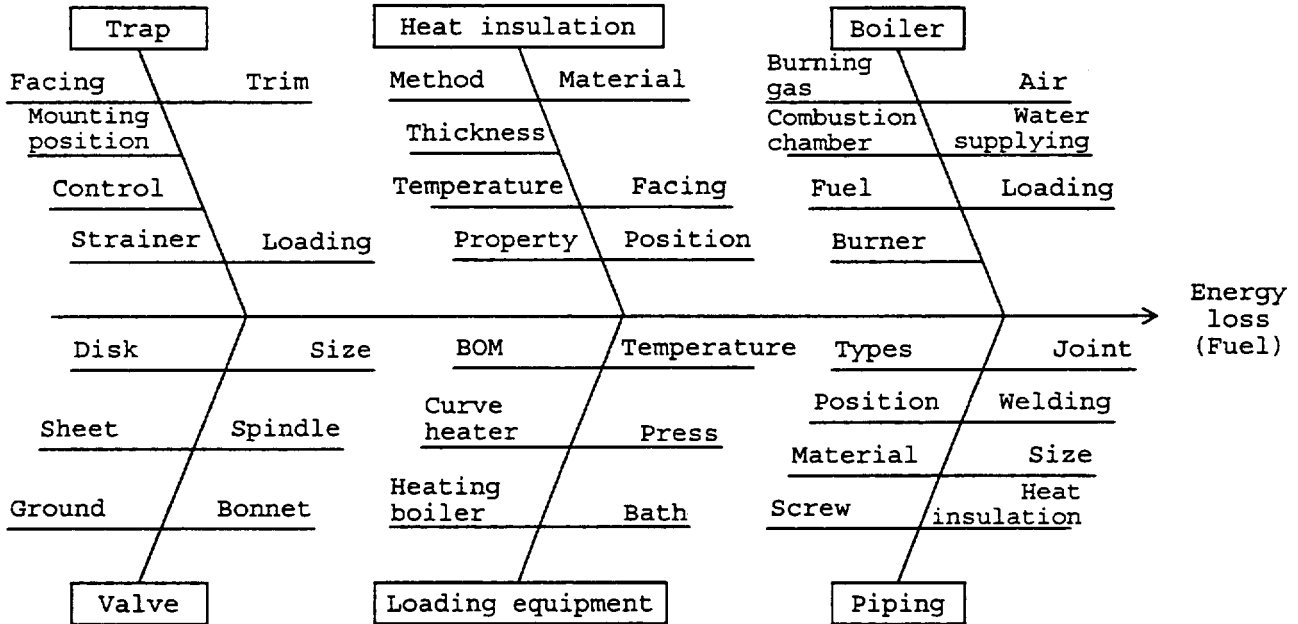 Trap
Heat insulation
Boiler
Facing
Trim
Method
Material
Burning
gas
Air
Mounting
position
Thickness
Combustion
chamber
Water
supplying
Control
Temperature
Facing
Fuel
Loading
Strainer
Loading
Property
Position
Burner
Energy
loss
(Fuel)
Disk
Size
BOM
Temperature
Types
Joint
Position
Welding
Sheet
Spindle
Curve
heater
Press
Material
Size
Ground
Bonnet
Heating
boiler
Bath
Screw
Heat
insulation
Valve
Loading equipment
Piping